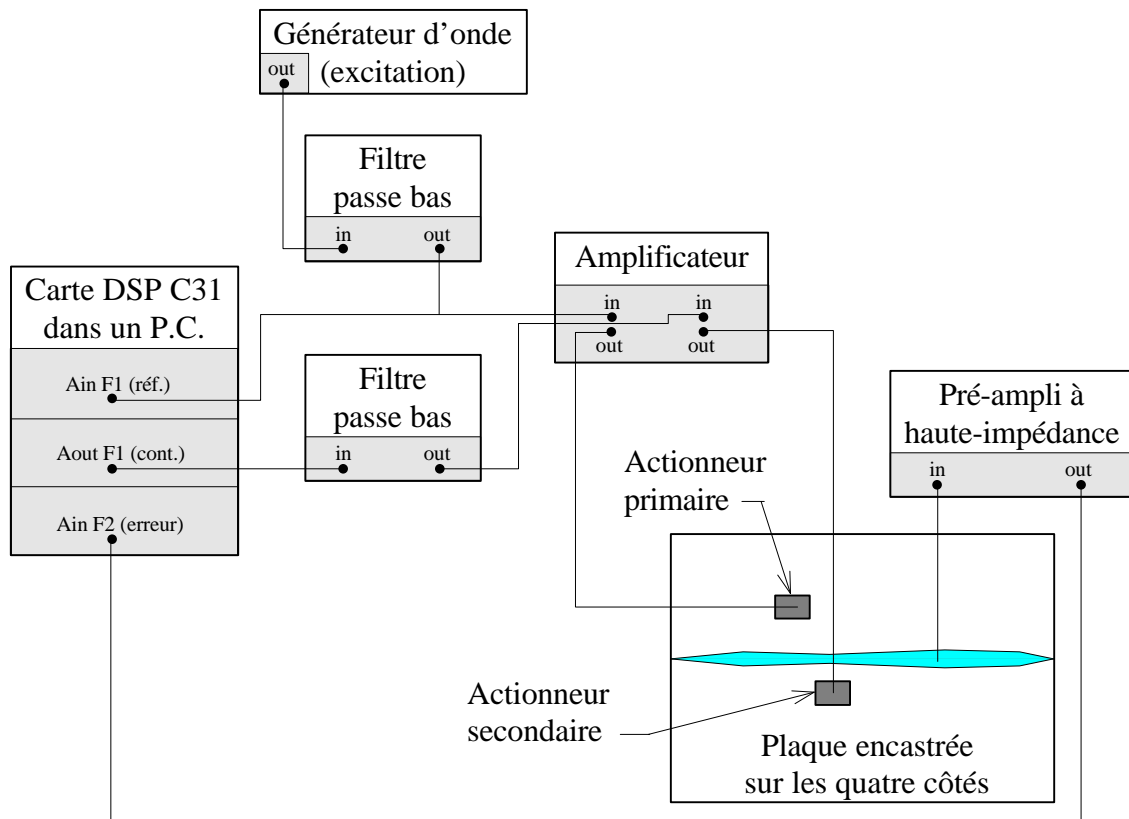 Générateur d’onde
(excitation)
out
Filtre
passe bas
in out
Amplificateur
in in
out out
Carte DSP C31
dans un P.C.
Ain F1 (réf.)
Aout F1 (cont.)
Ain F2 (erreur)
Filtre
passe bas
in out
Pré-ampli à
haute-impédance
in out
Actionneur
primaire
Actionneur
secondaire
Plaque encastrée
sur les quatre côtés